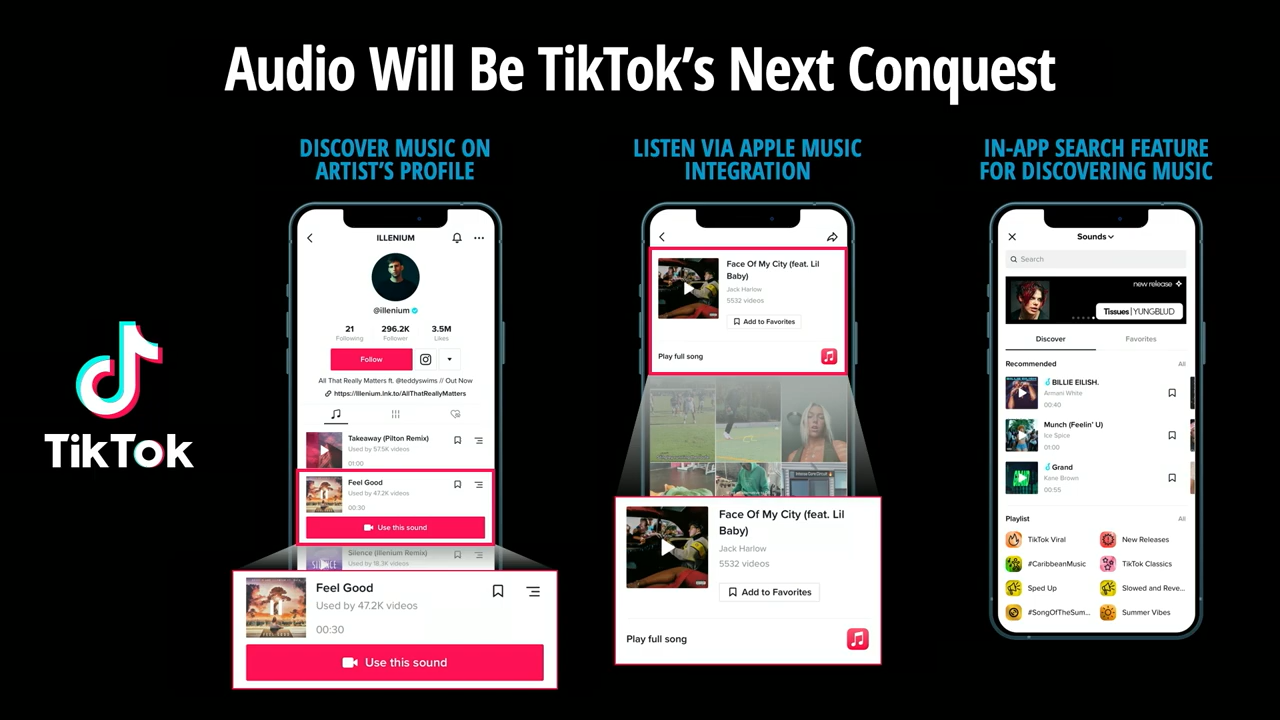 Audio Will Be TikTok's Next Conquest
DISCOVER MUSIC ON
ARTIST'S PROFILE
ILLENIUM
@illenium
21
296.2K
3.5M
Following
Follower
Likes
Follow
All That Really Matters ft. @teddyswims // Out Now
https://Illenium.lnk.to/AllThatReallyMatters
Takeaway (Pilton Remix)
Used by 57.5K videos
01:00
Feel Good
Used by 47.2K videos
00:30
Use this sound
Silence (Illenium Remix)
Used by 18.3K videos
SILENCE
Feel Good
Used by 47.2K videos
00:30
Use this sound
LISTEN VIA APPLE MUSIC
INTEGRATION
Face Of My City (feat. Lil
Baby)
Jack Harlow
5532 videos
Add to Favorites
Play full song
Face Of My City (feat. Lil
Baby)
Jack Harlow
5532 videos
Add to Favorites
Play full song
IN-APP SEARCH FEATURE
FOR DISCOVERING MUSIC
Sounds
Search
new release
Tissues | YUNGBLUD
Discover
Favorites
Recommended
All
BILLIE EILISH.
Armani White
00:40
Munch (Feelin' U)
Ice Spice
01:00
Grand
Kane Brown
00:55
Playlist
All
TikTok Viral
New Releases
#CaribbeanMusic
TikTok Classics
Sped Up
Slowed and Reve...
#SongOfTheSum...
Summer Vibes
TikTok